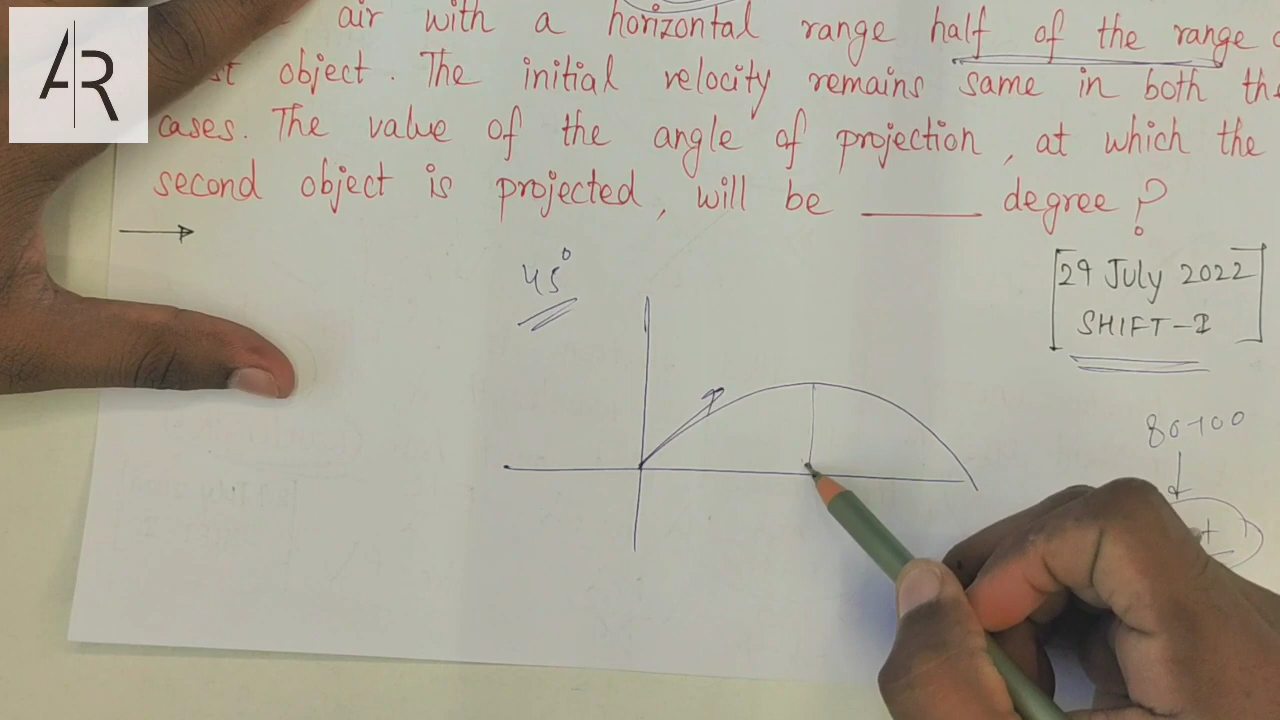 AR
air with a horizontal range half of the range
object. The initial velocity remains same in both
cases. The value of the angle of projection, at which the
second object is projected, will be ______ degree?
45°
29 July 2022
SHIFT-I
80-100